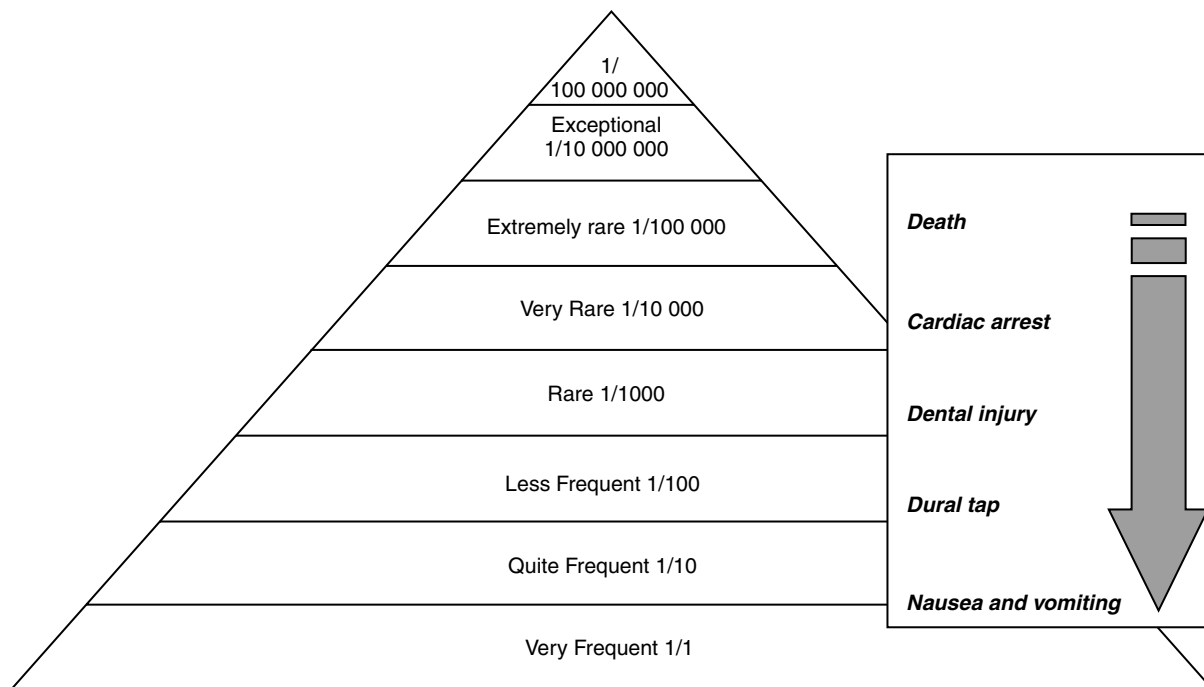 1/
100 000 000
Exceptional
1/10 000 000
Extremely rare 1/100 000
Very Rare 1/10 000
Rare 1/1000
Less Frequent 1/100
Quite Frequent 1/10
Very Frequent 1/1
Death
Cardiac arrest
Dental injury
Dural tap
Nausea and vomiting